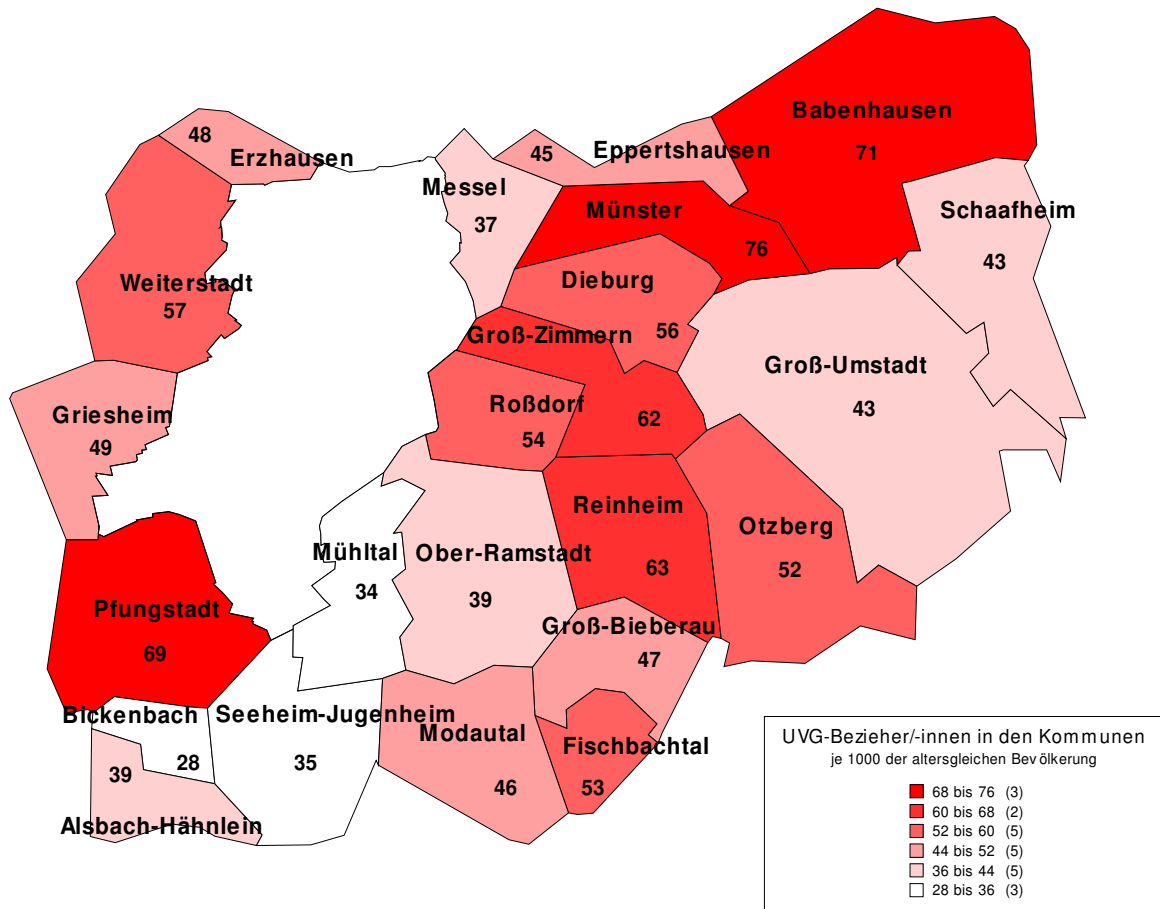 Babenhausen
71
48
Erzhausen
45
Eppertshausen
Messel
37
Münster
76
Schaafheim
43
Weiterstadt
57
Dieburg
56
Groß-Zimmern
62
Groß-Umstadt
43
Griesheim
49
Roßdorf
54
Reinheim
63
Otzberg
52
Mühltal
34
Ober-Ramstadt
39
Pfungstadt
69
Groß-Bieberau
47
Bickenbach
28
Seeheim-Jugenheim
35
Modautal
46
Fischbachtal
53
39
Alsbach-Hähnlein
UVG-Bezieher/-innen in den Kommunen
je 1000 der altersgleichen Bevölkerung
68 bis 76 (3)
60 bis 68 (2)
52 bis 60 (5)
44 bis 52 (5)
36 bis 44 (5)
28 bis 36 (3)